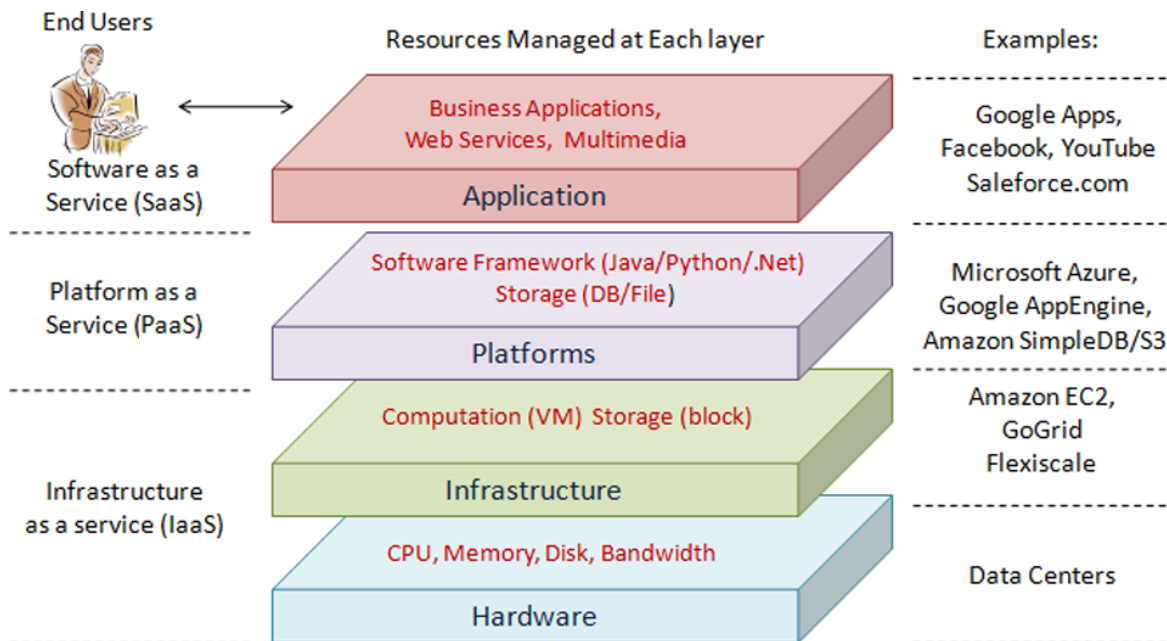 End Users
Resources Managed at Each layer
Examples:
Business Applications,
Web Services, Multimedia
Application
Software as a
Service (SaaS)
Google Apps,
Facebook, YouTube
Saleforce.com
Software Framework (Java/Python/.Net)
Storage (DB/File)
Platforms
Platform as a
Service (PaaS)
Microsoft Azure,
Google AppEngine,
Amazon SimpleDB/S3
Computation (VM) Storage (block)
Infrastructure
Amazon EC2,
GoGrid
Flexiscale
Infrastructure
as a service (IaaS)
CPU, Memory, Disk, Bandwidth
Hardware
Data Centers